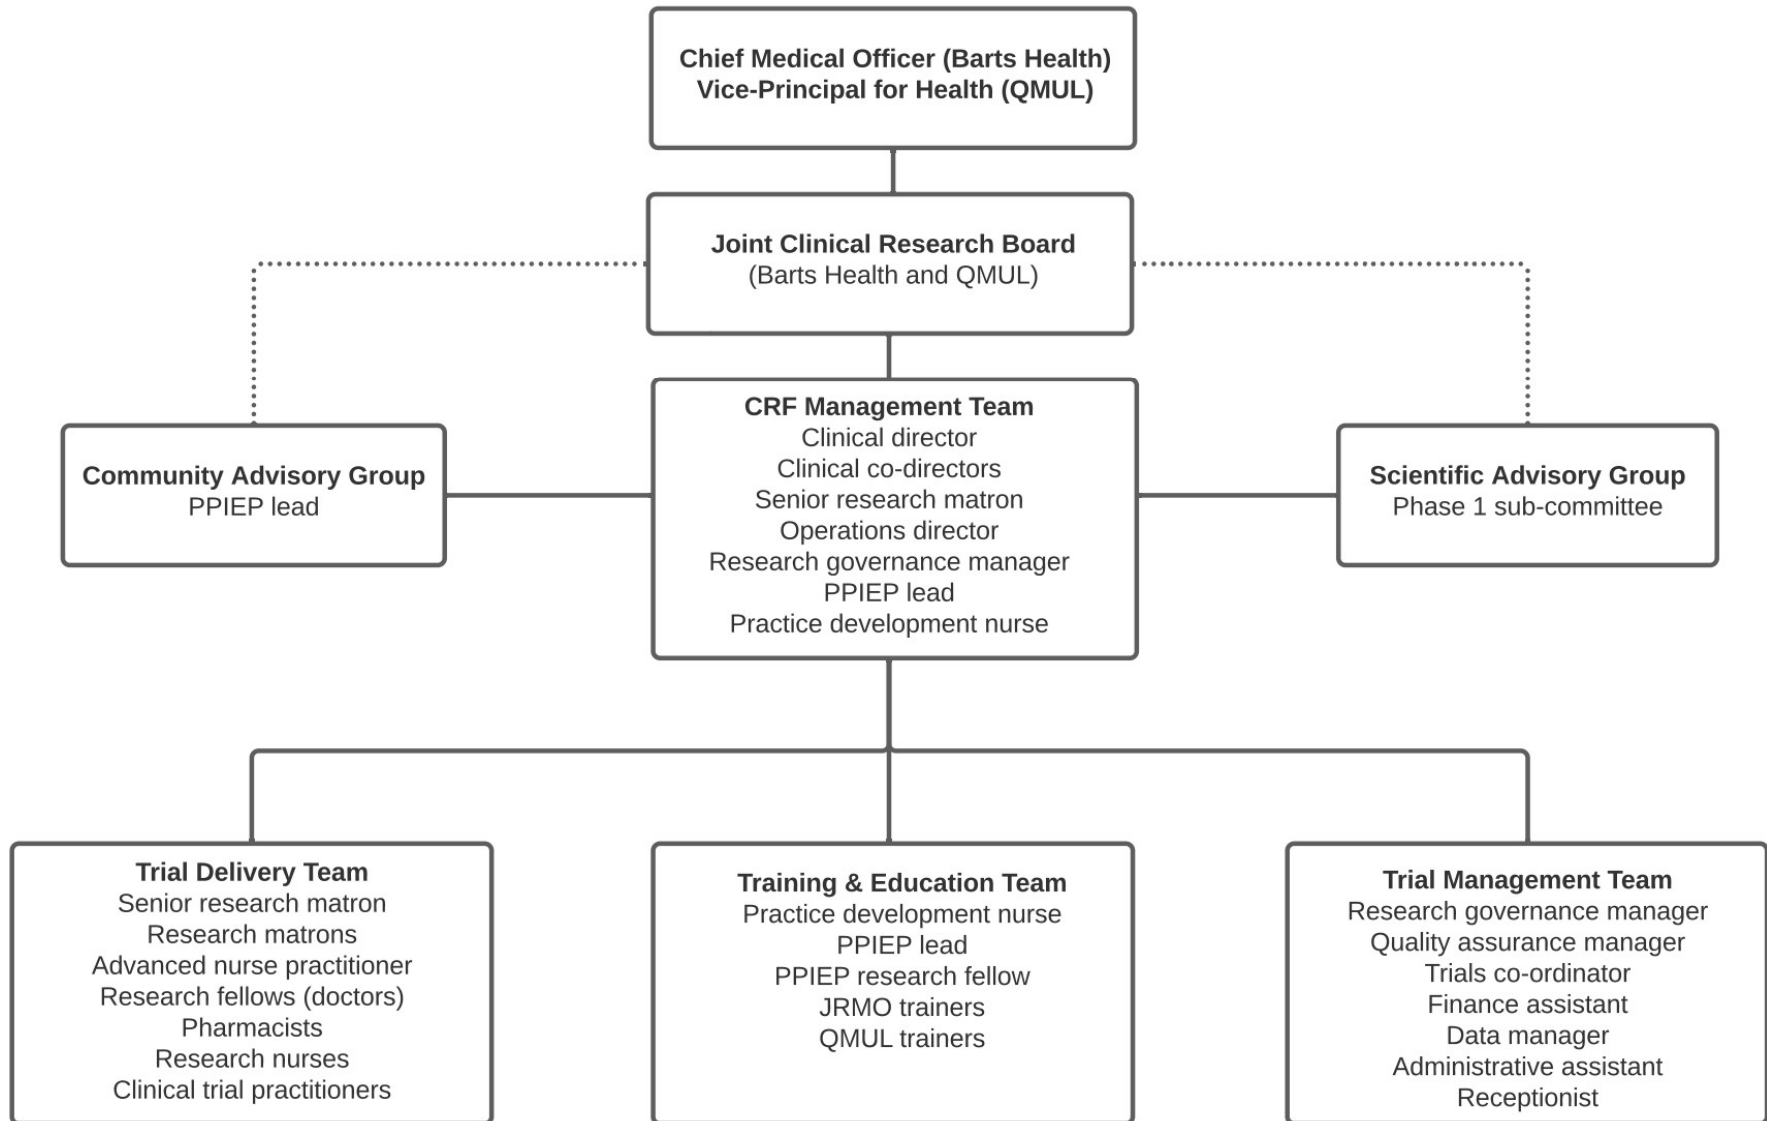 Chief Medical Officer (Barts Health)
Vice-Principal for Health (QMUL)
Joint Clinical Research Board
(Barts Health and QMUL)
CRF Management Team
Clinical director
Clinical co-directors
Senior research matron
Operations director
Research governance manager
PPIEP lead
Practice development nurse
Community Advisory Group
PPIEP lead
Scientific Advisory Group
Phase 1 sub-committee
Trial Delivery Team
Senior research matron
Research matrons
Advanced nurse practitioner
Research fellows (doctors)
Pharmacists
Research nurses
Clinical trial practitioners
Training & Education Team
Practice development nurse
PPIEP lead
PPIEP research fellow
JRMO trainers
QMUL trainers
Trial Management Team
Research governance manager
Quality assurance manager
Trials co-ordinator
Finance assistant
Data manager
Administrative assistant
Receptionist